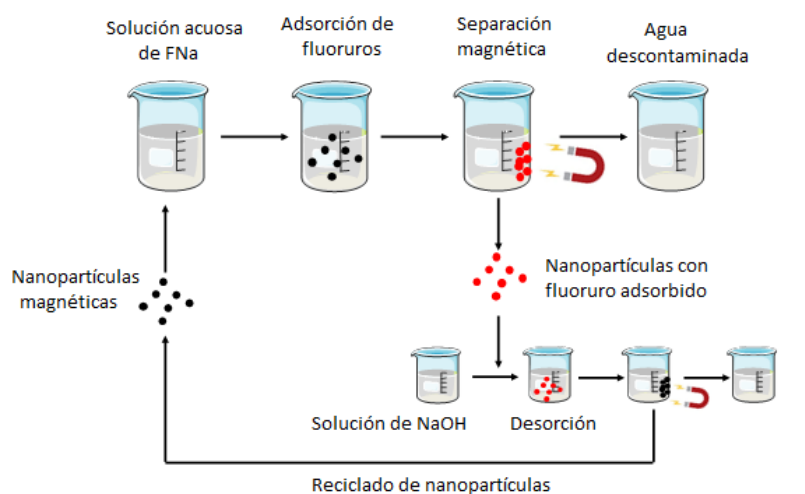 Solución acuosa
de FNa
Adsorción de
fluoruros
Separación
magnética
Agua
descontaminada
Nanopartículas
magnéticas
Nanopartículas con
fluoruro adsorbido
Solución de NaOH
Desorción
Reciclado de nanopartículas